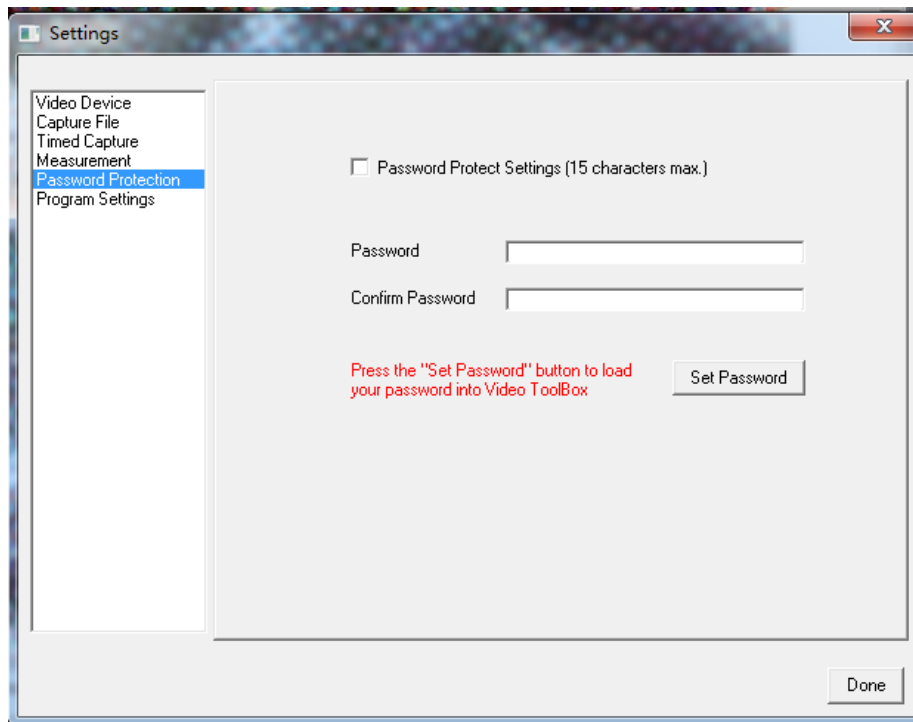 Settings
Video Device
Capture File
Timed Capture
Measurement
Password Protection
Program Settings
Password Protect Settings (15 characters max.)
Password
Confirm Password
Press the "Set Password" button to load
your password into Video ToolBox
Set Password
Done